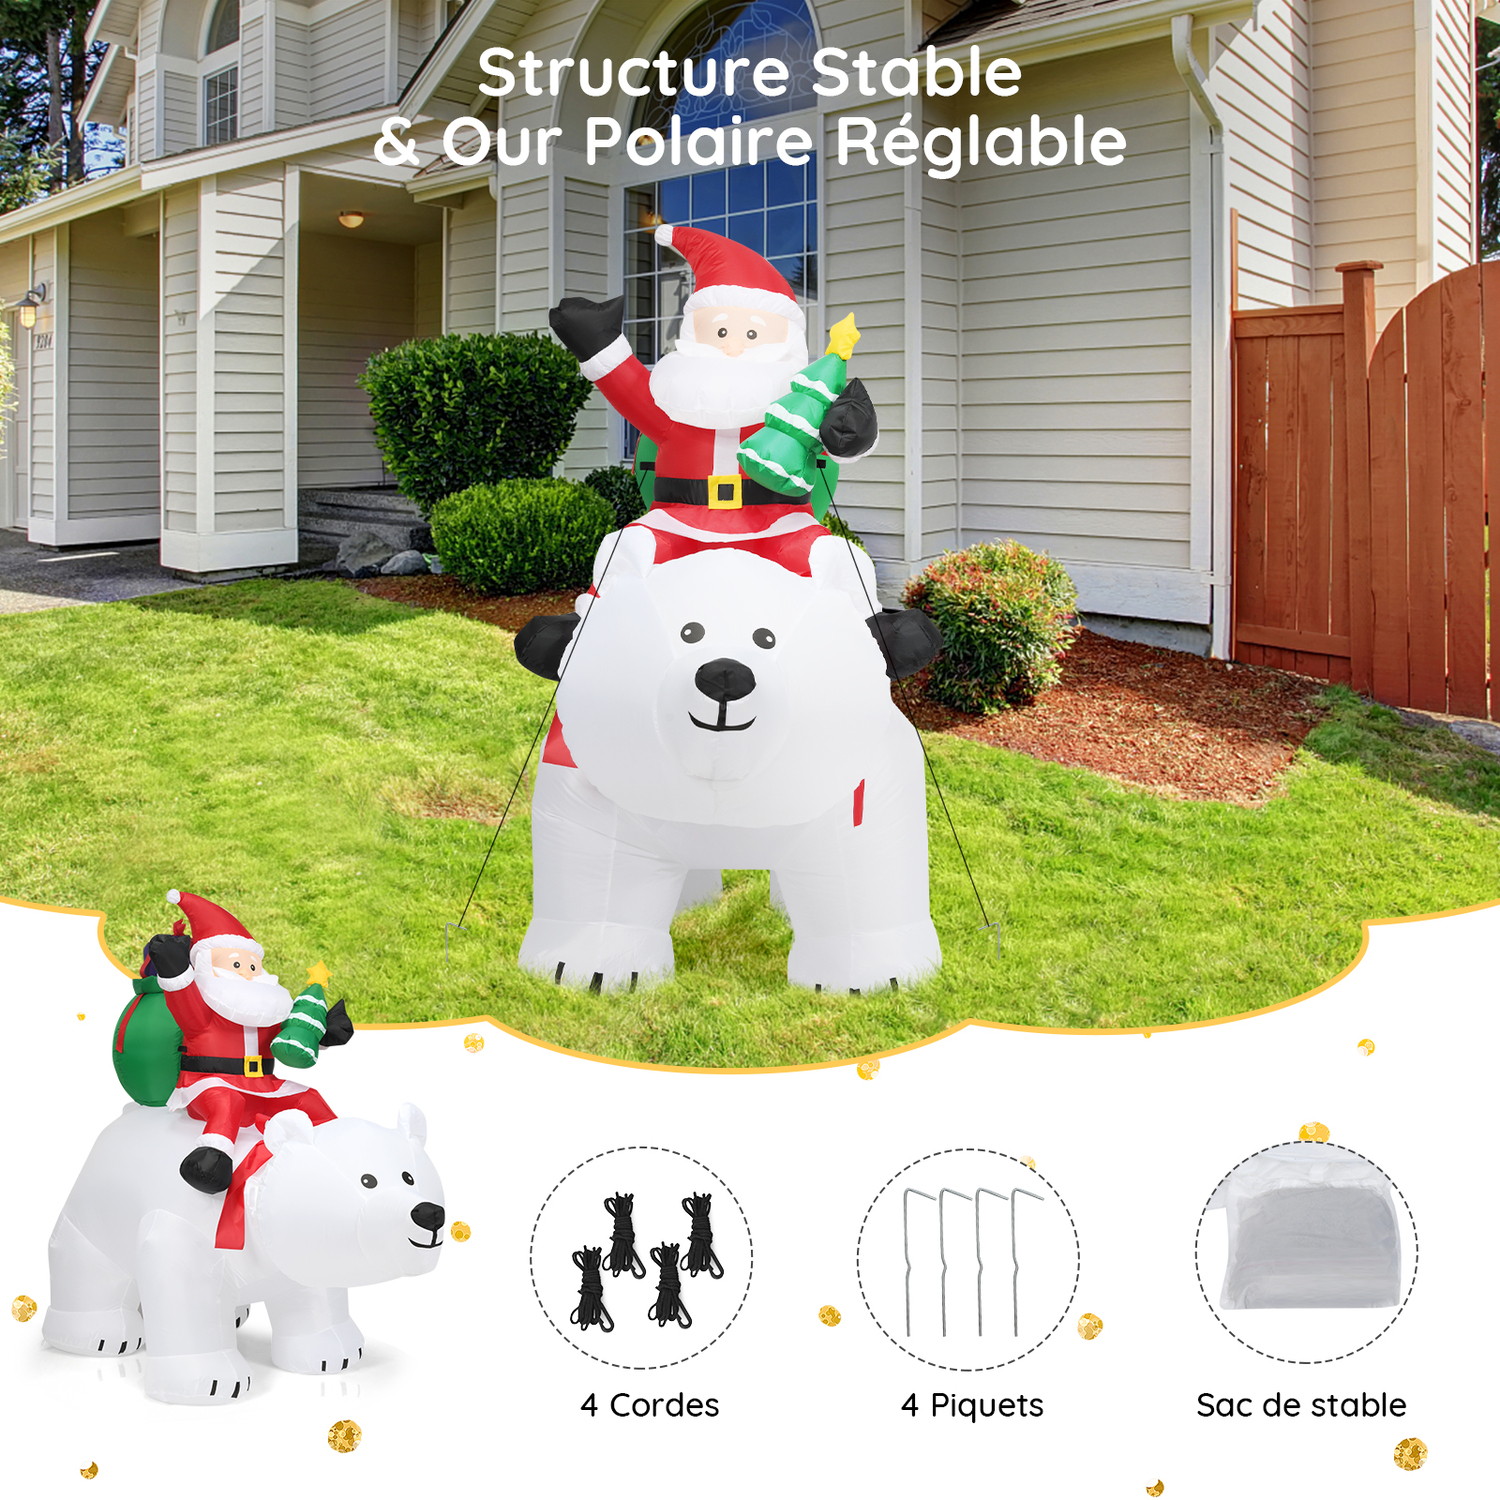 Structure Stable
& Our Polaire Réglable
4 Cordes
4 Piquets
Sac de stable